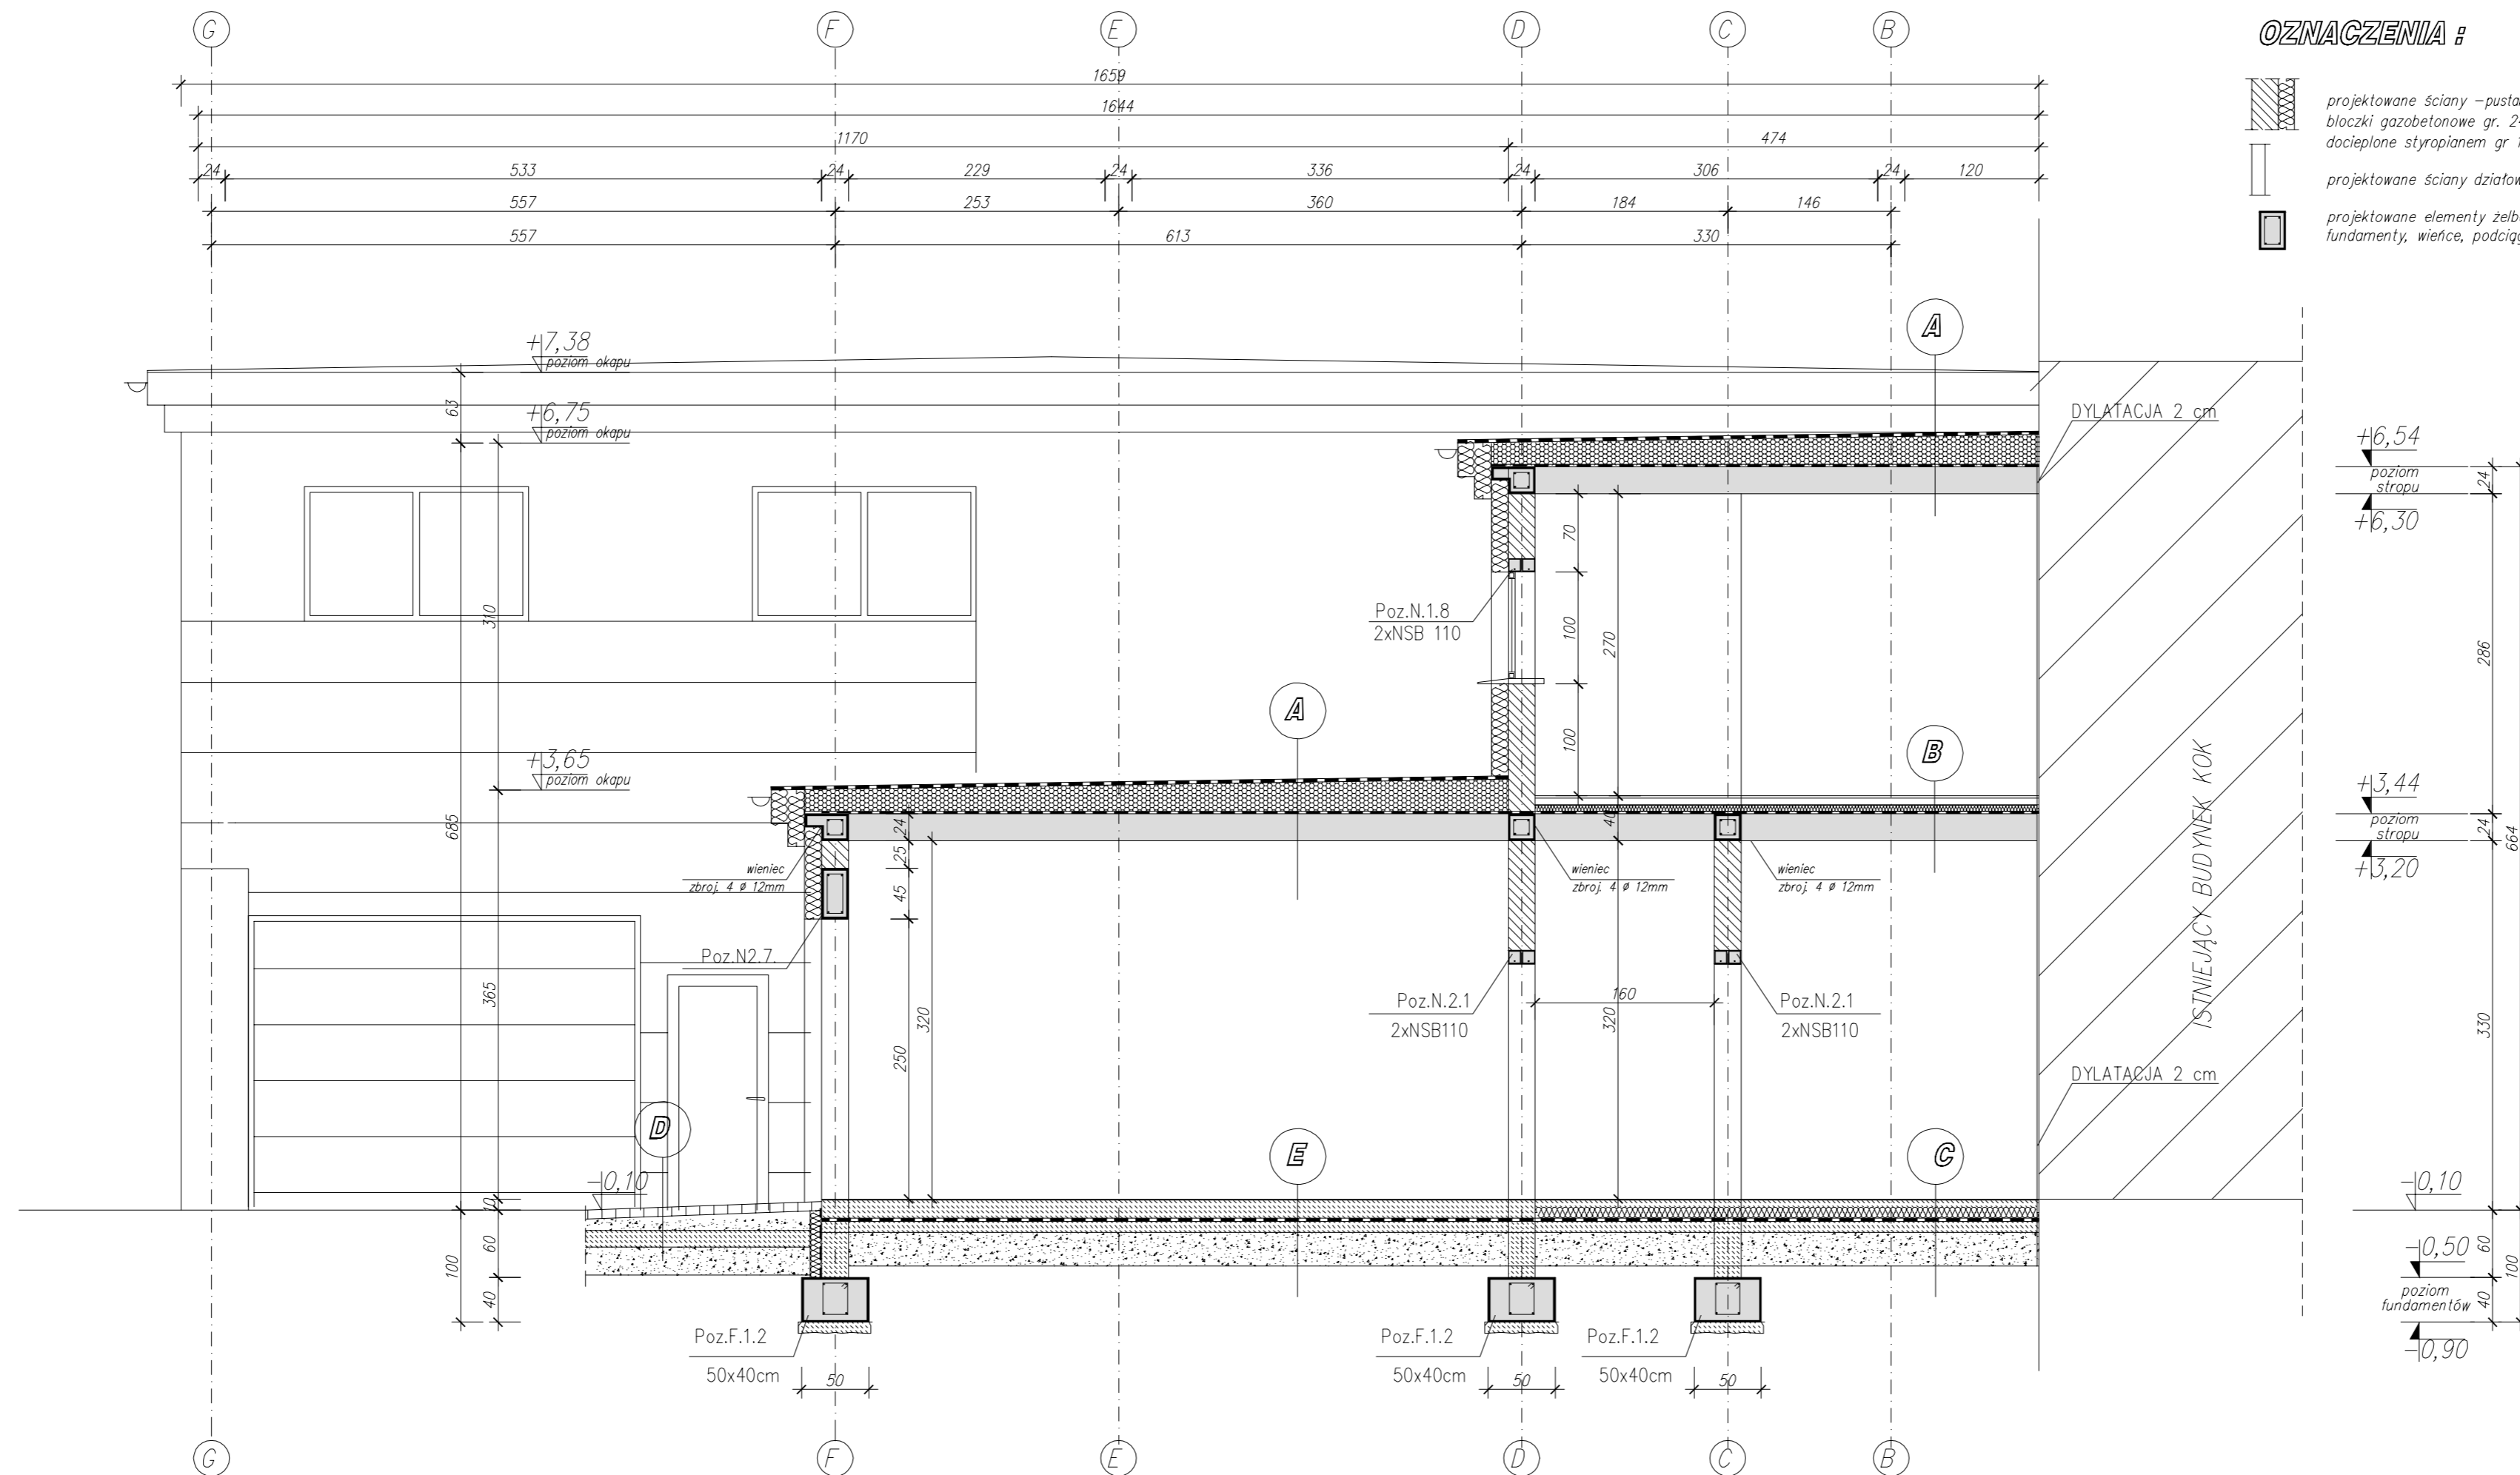 G
F
E
D
C
B
OZNACZENIA :
1659
1644
1170
474
24
533
24
229
24
336
24
306
24
120
557
253
360
184
146
557
613
330
bloczki gazobetonowe gr.
docieplone styropianem gr
projektowane ściany
projektowane ściany
projektowane elementy
fundamenty, wieńce,
A
+7,38
poziom okapu
63
+6,75
poziom okapu
DYLATACJA 2 cm
+6,54
poziom
stropu
24
+6,30
70
310
Poz.N.1.8
2xNSB 110
100
270
286
A
100
B
+3,65
poziom okapu
ISTNIEJĄCY BUDYNEK KOK
+3,44
poziom
stropu
24
664
+3,20
685
24
40
25
wieniec
zbroj. 4 ø 12mm
wieniec
zbroj. 4 ø 12mm
wieniec
zbroj. 4 ø 12mm
45
Poz.N2.7.
365
320
250
Poz.N.2.1
2xNSB110
160
320
Poz.N.2.1
2xNSB110
330
DYLATACJA 2 cm
D
E
C
-0,10
-0,10
10
60
100
40
60
-0,50
poziom
fundamentów
40
100
-0,90
Poz.F.1.2
50x40cm
50
Poz.F.1.2
50x40cm
50
Poz.F.1.2
50x40cm
50
G
F
E
D
C
B